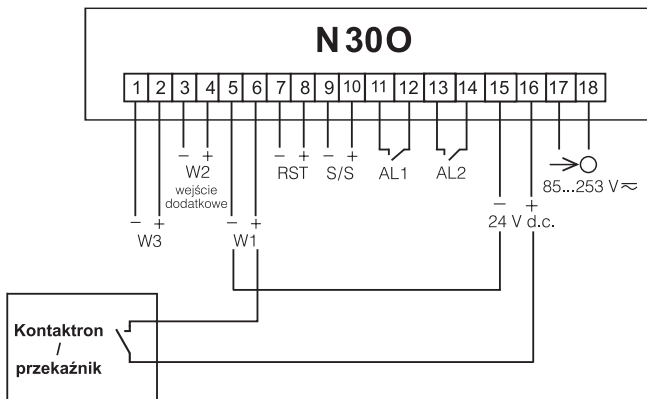 N30O
1 2 3 4 5 6 7 8 9 10 11 12 13 14 15 16 17 18
− + − + − +
W2 RST S/S AL1 AL2
wejście
dodatkowe
85...253 V≂
− + − + − +
W3 W1 24 V d.c.
Kontaktron
/
przekaźnik